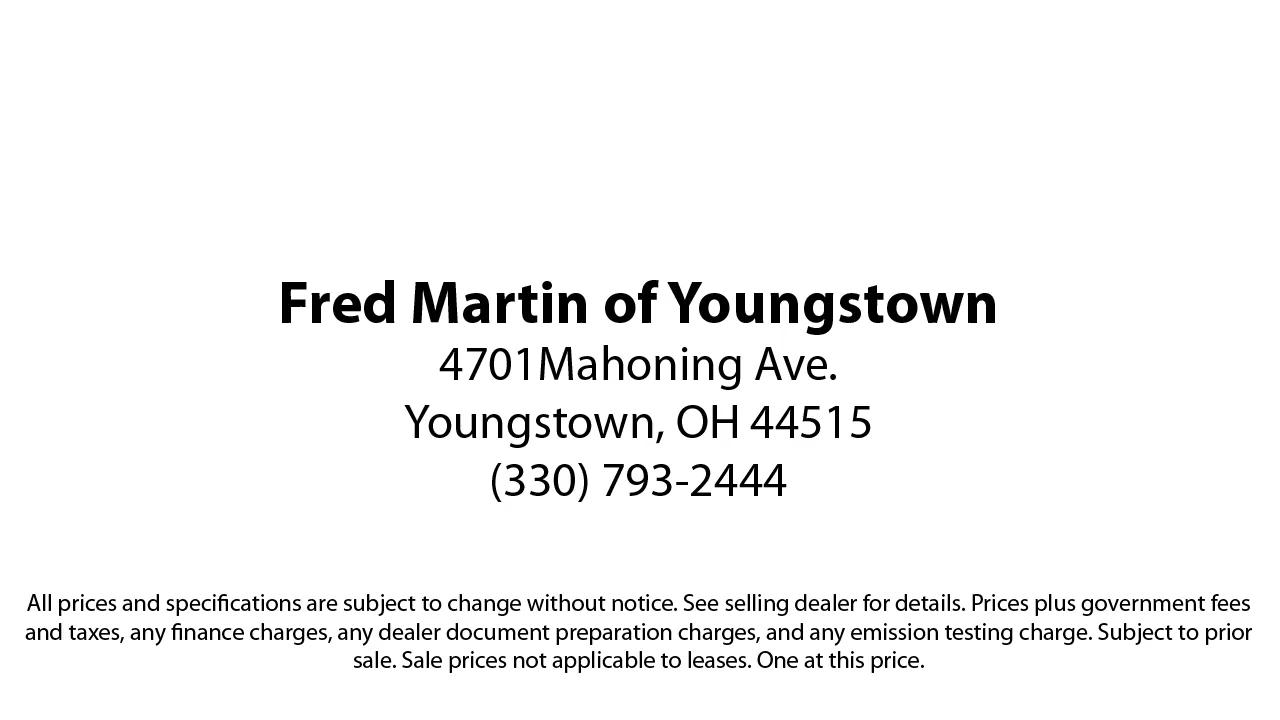 Fred Martin of Youngstown
4701Mahoning Ave.
Youngstown, OH 44515
(330) 793-2444
All prices and specifications are subject to change without notice. See selling dealer for details. Prices plus government fees
and taxes, any finance charges, any dealer document preparation charges, and any emission testing charge. Subject to prior
sale. Sale prices not applicable to leases. One at this price.